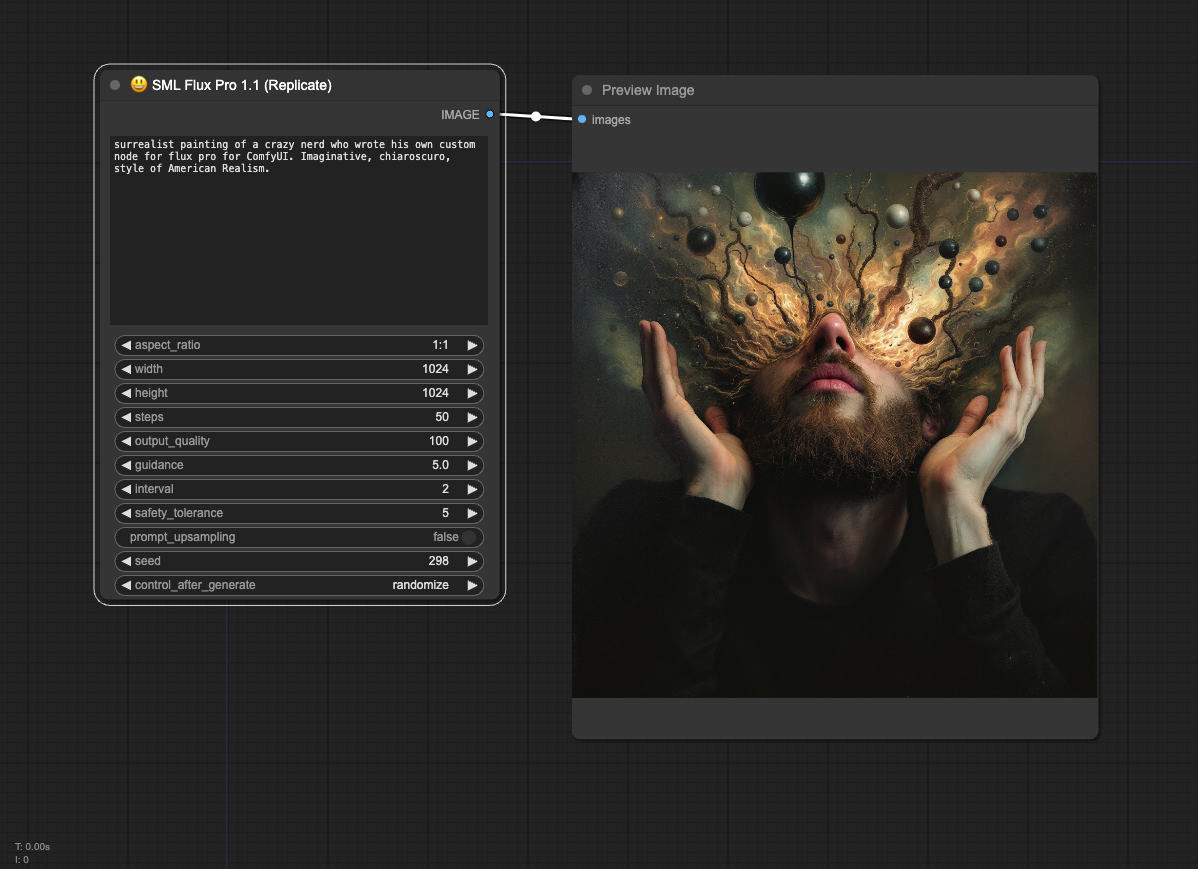 😃 SML Flux Pro 1.1 (Replicate)
IMAGE
surrealist painting of a crazy nerd who wrote his own custom
node for flux pro for ComfyUI. Imaginative, chiaroscuro,
style of American Realism.
aspect_ratio 1:1
width 1024
height 1024
steps 50
output_quality 100
guidance 5.0
interval 2
safety_tolerance 5
prompt_upsampling false
seed 298
control_after_generate randomize
Preview Image
images
T: 0.00s
I: 0